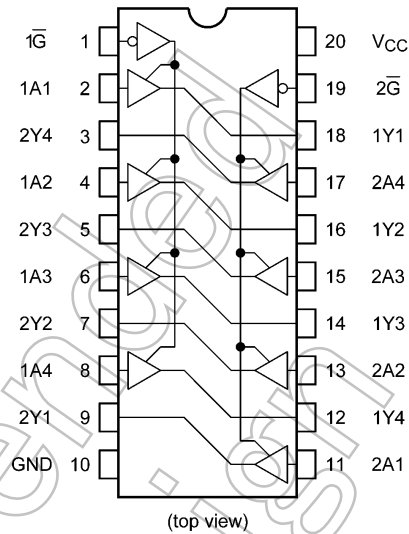 1G̅ 1 20 VCC
1A1 2 19 2G̅
2Y4 3 18 1Y1
1A2 4 17 2A4
2Y3 5 16 1Y2
1A3 6 15 2A3
2Y2 7 14 1Y3
1A4 8 13 2A2
2Y1 9 12 1Y4
GND 10 11 2A1
(top view)